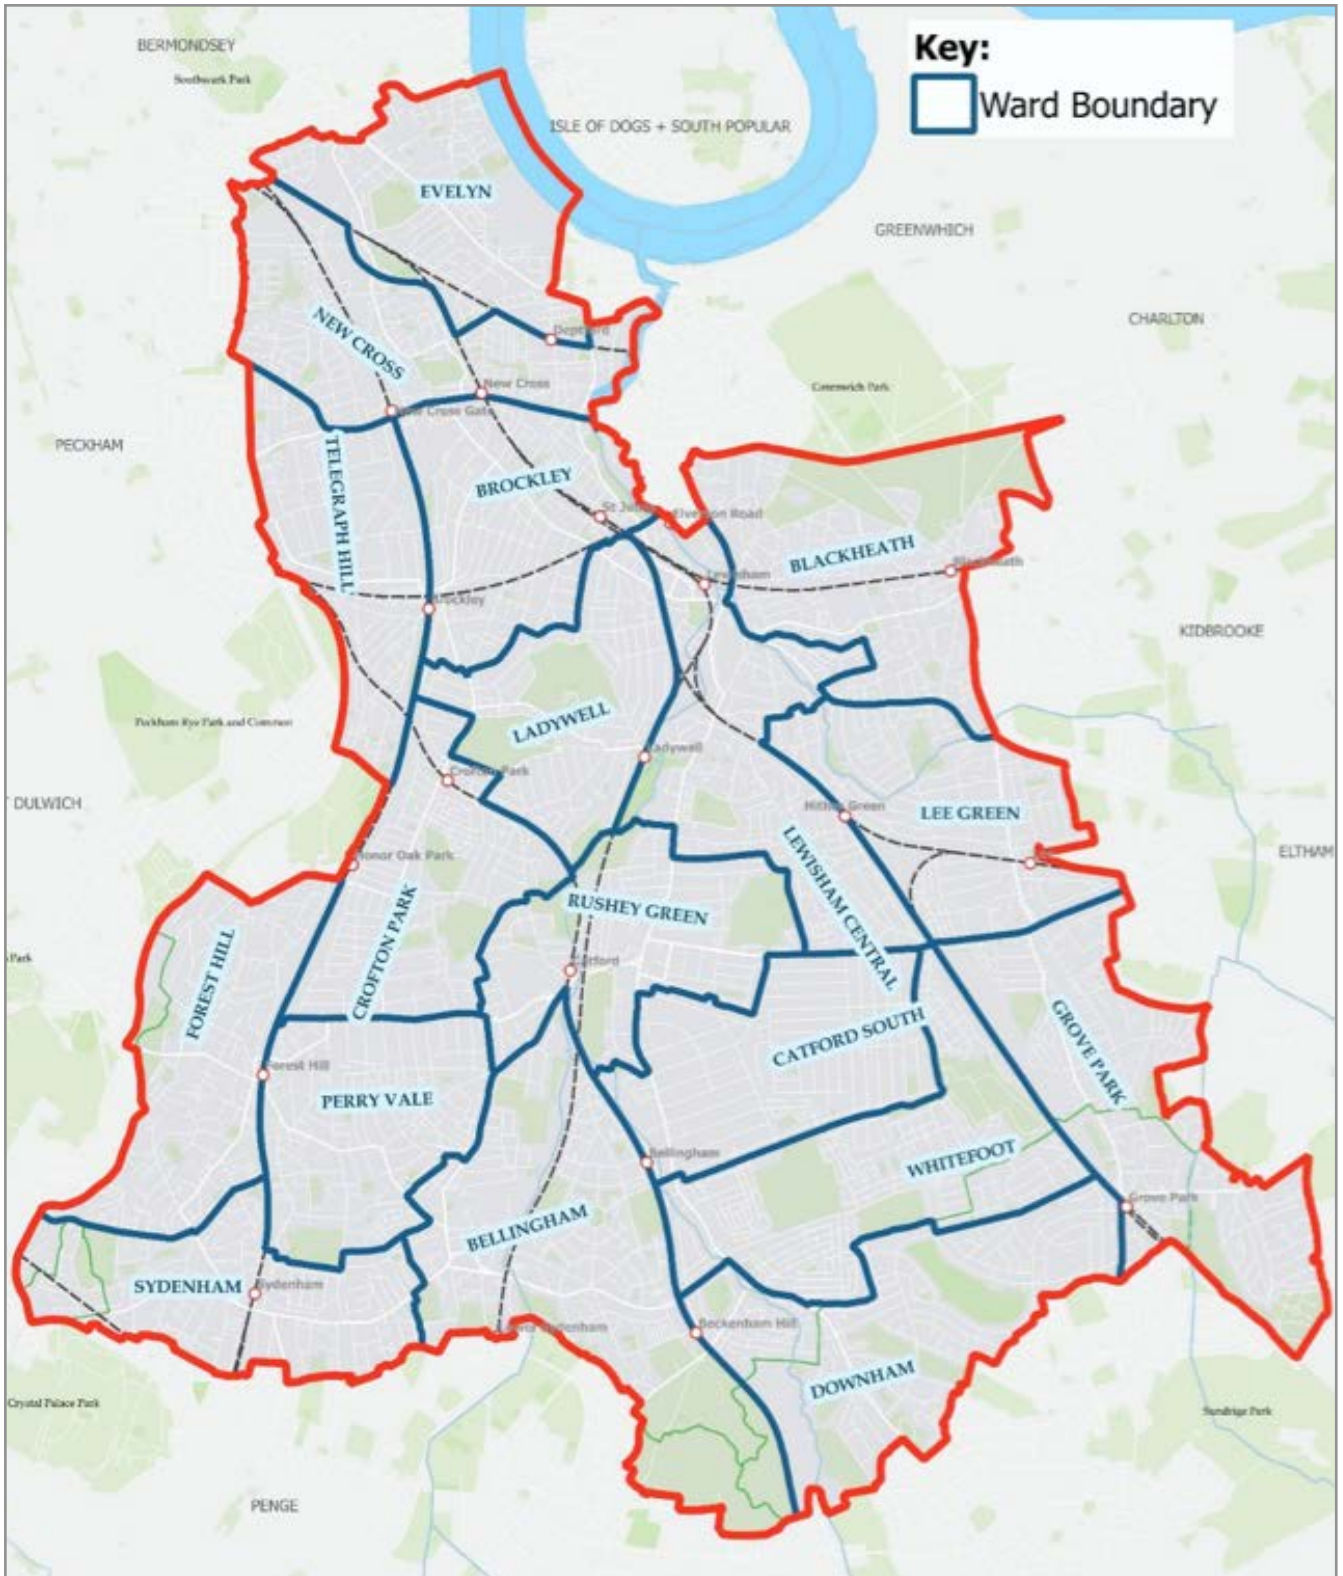 Key:
Ward Boundary
BERMONDSEY
Southwark Park
ISLE OF DOGS + SOUTH POPULAR
EVELYN
GREENWHICH
CHARLTON
NEW CROSS
Deptford
New Cross
New Cross Gate
Greenwich Park
PECKHAM
TELEGRAPH HILL
BROCKLEY
St Johns
Elverson Road
BLACKHEATH
Blackheath
Lewisham
Brockley
KIDBROOKE
Peckham Rye Park and Common
LADYWELL
Ladywell
Crofton Park
DULWICH
Hither Green
LEE GREEN
ELTHAM
Honor Oak Park
LEWISHAM CENTRAL
RUSHEY GREEN
CROFTON PARK
FOREST HILL
Park
Catford
CATFORD SOUTH
GROVE PARK
Forest Hill
PERRY VALE
Bellingham
WHITEFOOT
Grove Park
BELLINGHAM
SYDENHAM
Sydenham
Lower Sydenham
Beckenham Hill
DOWNHAM
Crystal Palace Park
Sundrige Park
PENGE